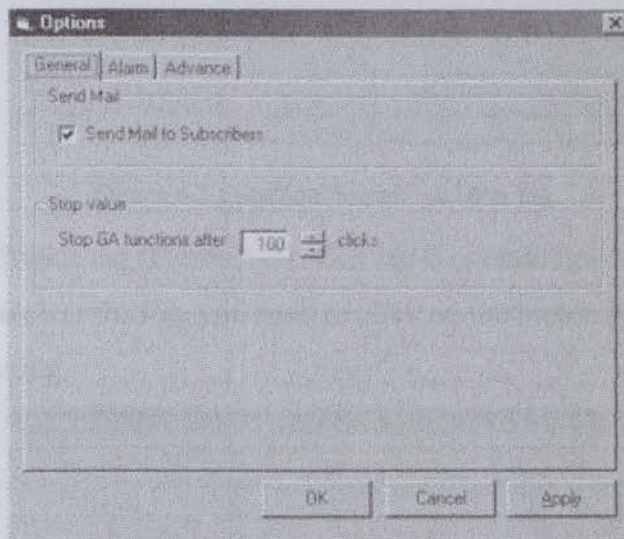 Options
General Alarm Advance
Send Mail
Send Mail to Subscribers
Stop value
Stop GA functions after 100 clicks
OK Cancel Apply